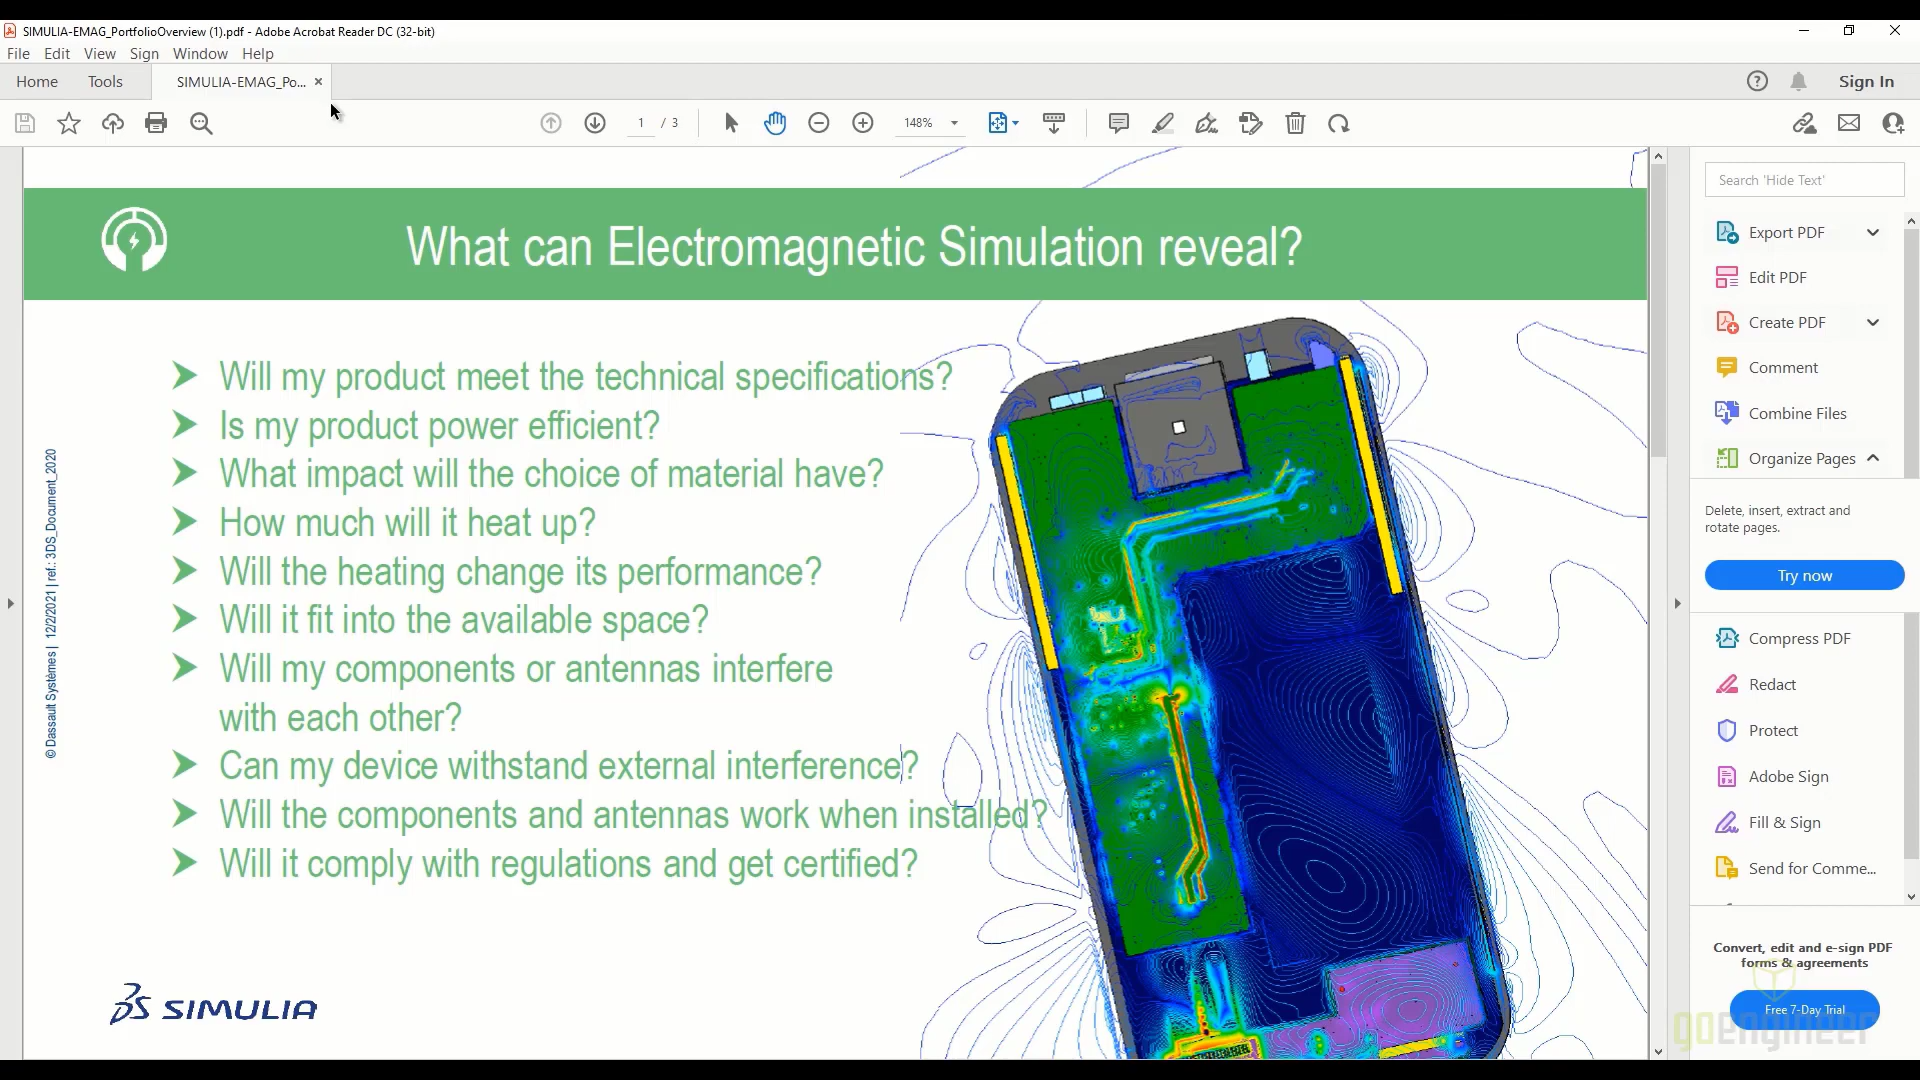 SIMULIA-EMAG_PortfolioOverview (1).pdf - Adobe Acrobat Reader DC (32-bit)
File Edit View Sign Window Help
Home Tools SIMULIA-EMAG_Po... × Sign In
1 / 3 148%
What can Electromagnetic Simulation reveal?
Will my product meet the technical specifications?
Is my product power efficient?
What impact will the choice of material have?
How much will it heat up?
Will the heating change its performance?
Will it fit into the available space?
Will my components or antennas interfere
with each other?
Can my device withstand external interference?
Will the components and antennas work when installed?
Will it comply with regulations and get certified?
© Dassault Systèmes | 12/2/2021 | ref.: 3DS_Document_2020
SIMULIA
Search 'Hide Text'
Export PDF
Edit PDF
Create PDF
Comment
Combine Files
Organize Pages
Delete, insert, extract and
rotate pages.
Try now
Compress PDF
Redact
Protect
Adobe Sign
Fill & Sign
Send for Comme...
Convert, edit and e-sign PDF
forms & agreements
Free 7-Day Trial
goengineer